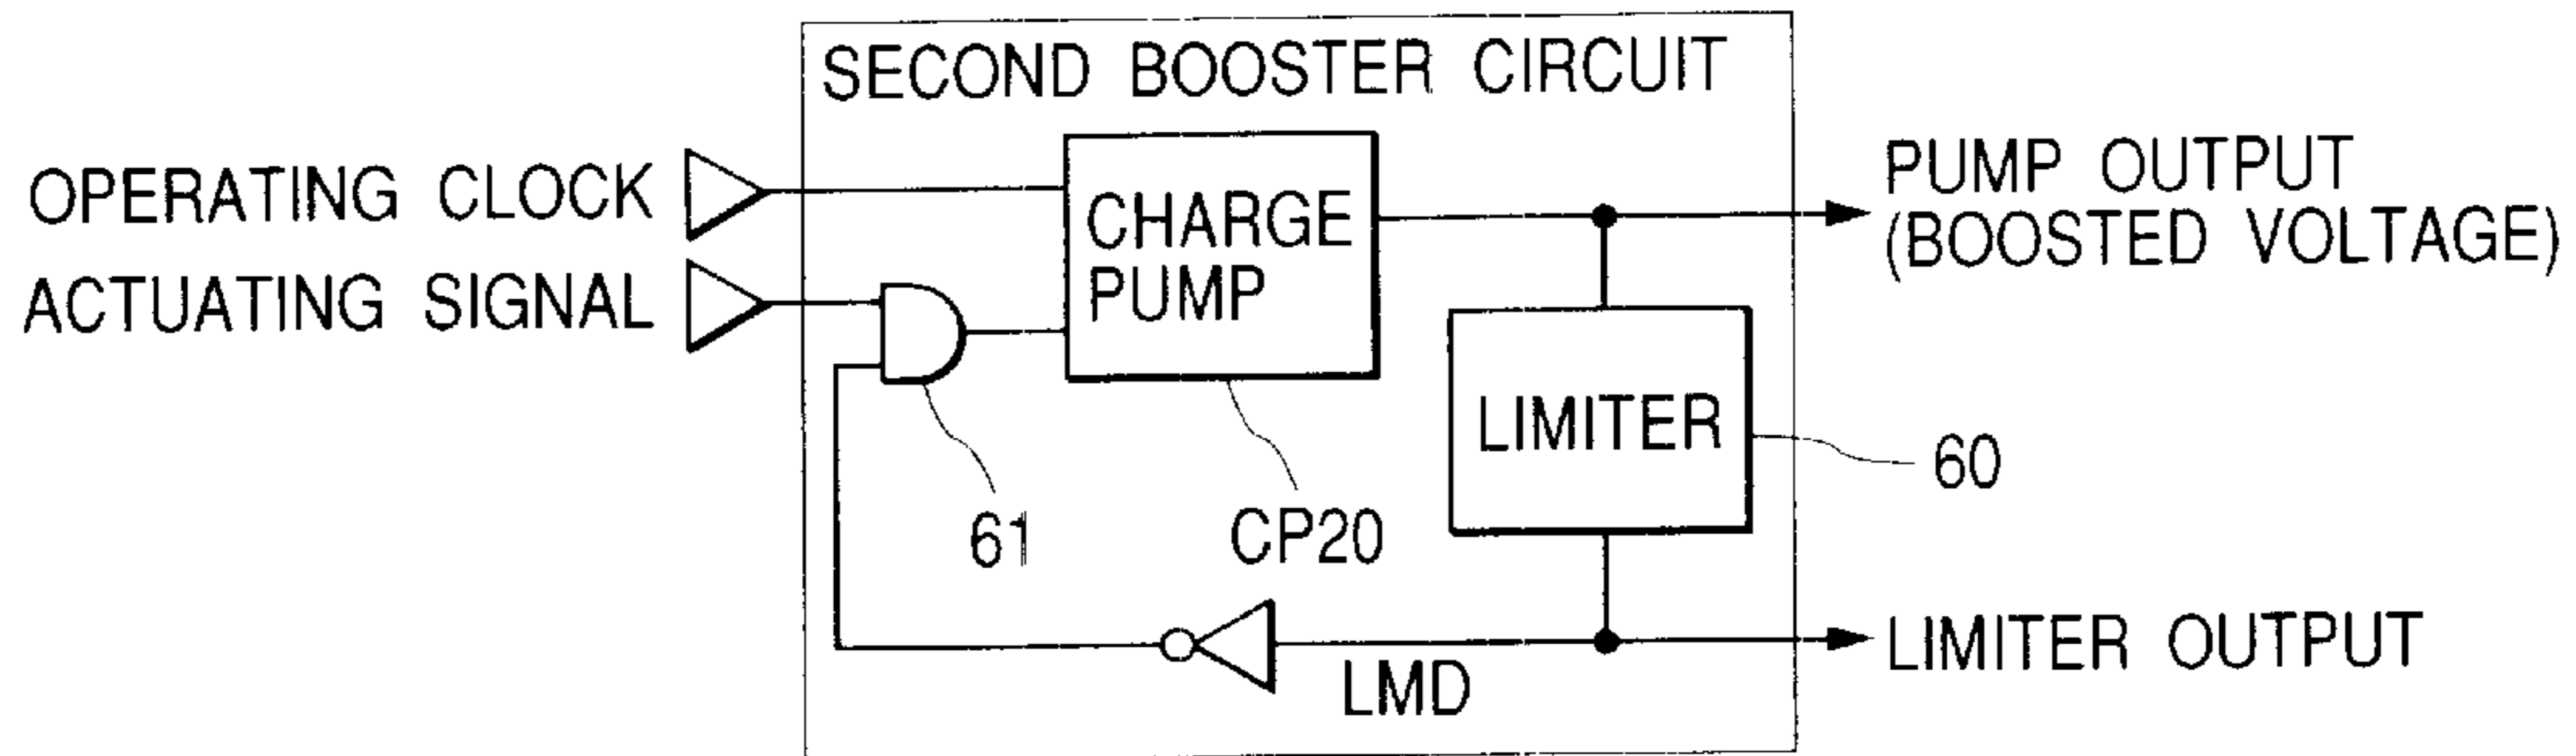 SECOND BOOSTER CIRCUIT
OPERATING CLOCK
ACTUATING SIGNAL
CHARGE
PUMP
PUMP OUTPUT
(BOOSTED VOLTAGE)
LIMITER
60
61
CP20
LMD
LIMITER OUTPUT